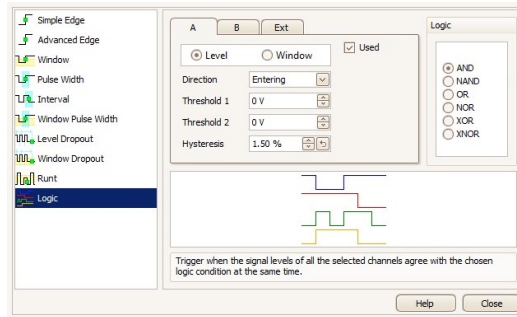 Simple Edge
Advanced Edge
Window
Pulse Width
Interval
Window Pulse Width
Level Dropout
Window Dropout
Runt
Logic
A B Ext
Level Window Used
Direction Entering
Threshold 1 0 V
Threshold 2 0 V
Hysteresis 1.50 %
Logic
AND
NAND
OR
NOR
XOR
XNOR
Trigger when the signal levels of all the selected channels agree with the chosen
logic condition at the same time.
Help Close